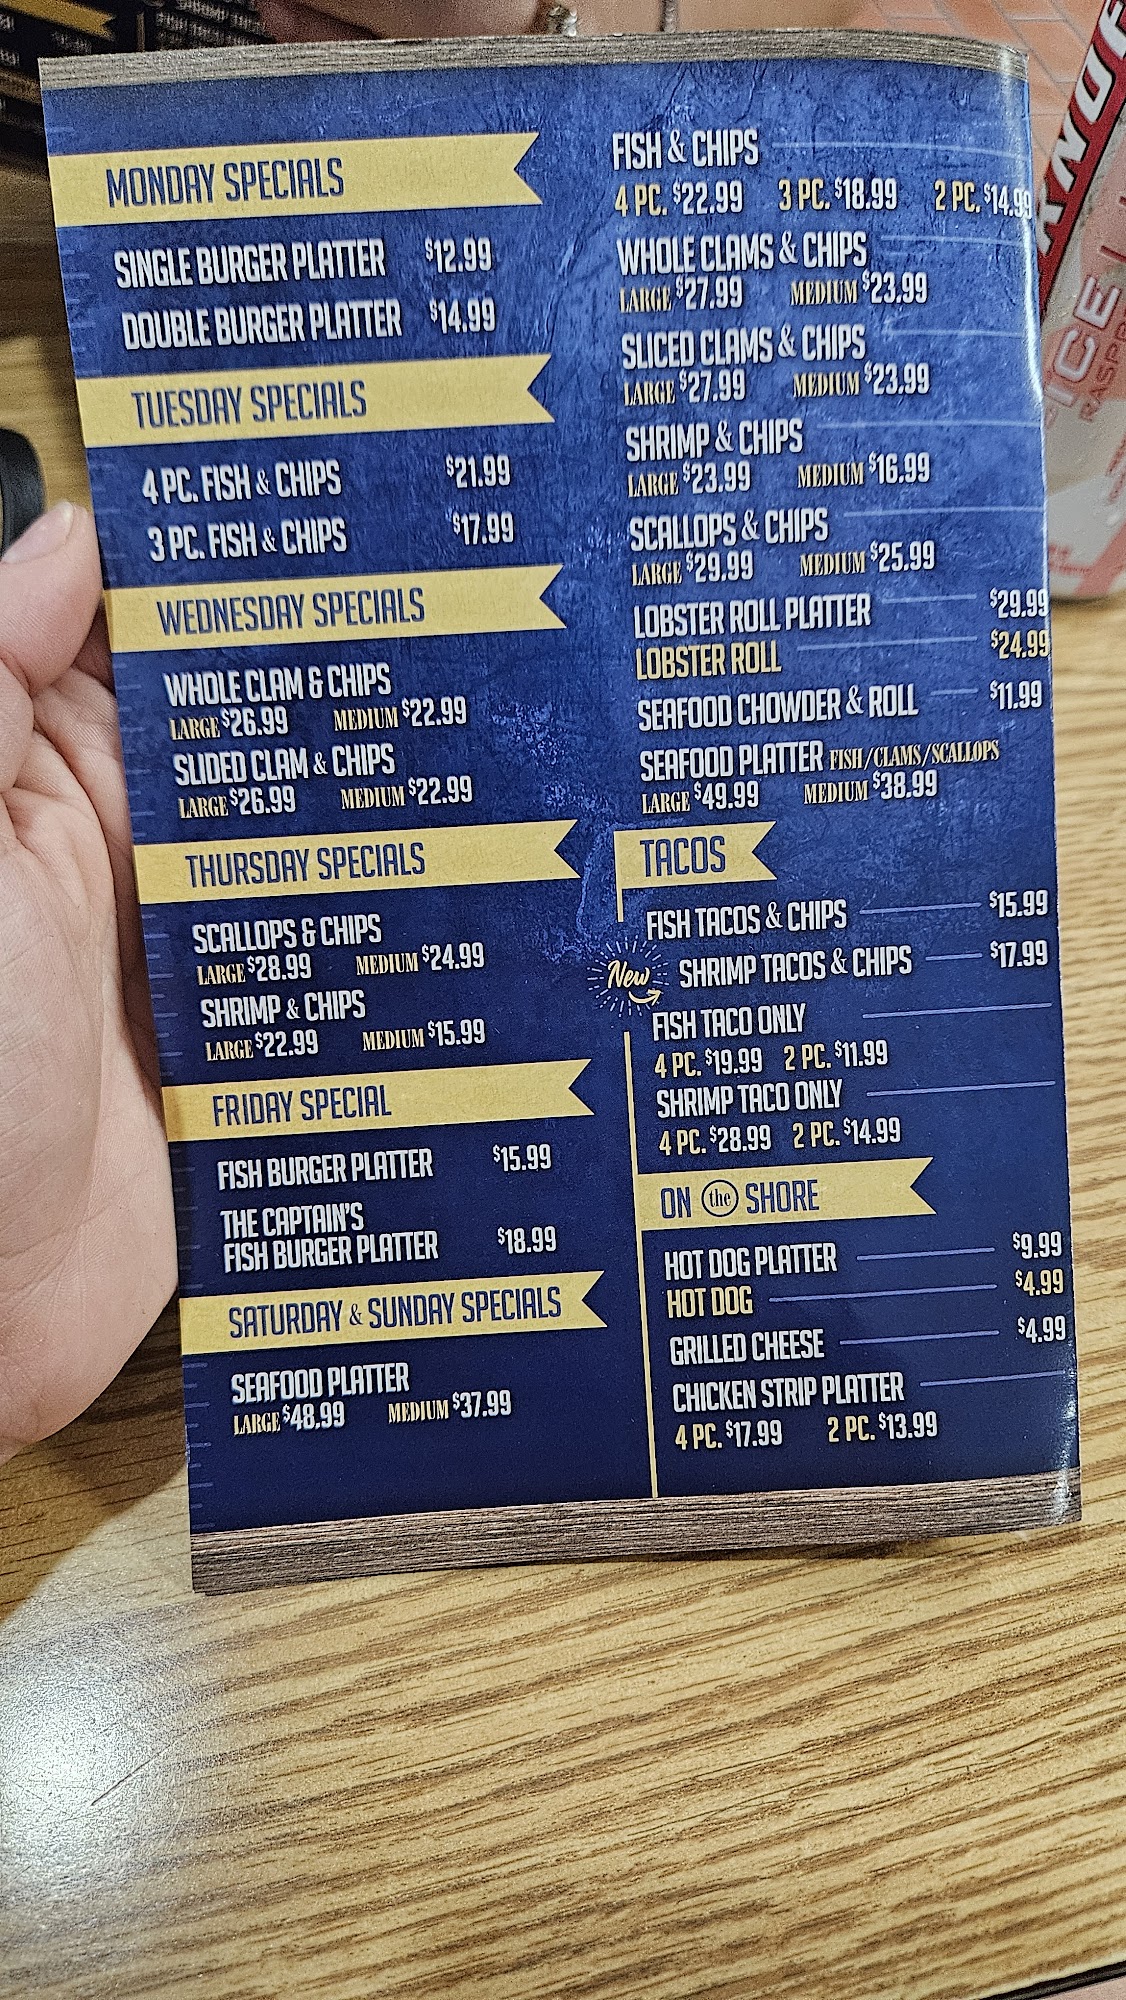 MONDAY SPECIALS
SINGLE BURGER PLATTER $12.99
DOUBLE BURGER PLATTER $14.99
TUESDAY SPECIALS
4 PC. FISH & CHIPS $21.99
3 PC. FISH & CHIPS $17.99
WEDNESDAY SPECIALS
WHOLE CLAM & CHIPS
LARGE $26.99 MEDIUM $22.99
SLIDED CLAM & CHIPS
LARGE $26.99 MEDIUM $22.99
THURSDAY SPECIALS
SCALLOPS & CHIPS
LARGE $28.99 MEDIUM $24.99
SHRIMP & CHIPS
LARGE $22.99 MEDIUM $15.99
FRIDAY SPECIAL
FISH BURGER PLATTER $15.99
THE CAPTAIN'S
FISH BURGER PLATTER $18.99
SATURDAY & SUNDAY SPECIALS
SEAFOOD PLATTER
LARGE $48.99 MEDIUM $37.99
FISH & CHIPS
4 PC. $22.99 3 PC. $18.99 2 PC. $14.99
WHOLE CLAMS & CHIPS
LARGE $27.99 MEDIUM $23.99
SLICED CLAMS & CHIPS
LARGE $27.99 MEDIUM $23.99
SHRIMP & CHIPS
LARGE $23.99 MEDIUM $16.99
SCALLOPS & CHIPS
LARGE $29.99 MEDIUM $25.99
LOBSTER ROLL PLATTER $29.99
LOBSTER ROLL $24.99
SEAFOOD CHOWDER & ROLL $11.99
SEAFOOD PLATTER FISH/CLAMS/SCALLOPS
LARGE $49.99 MEDIUM $38.99
TACOS
FISH TACOS & CHIPS $15.99
New SHRIMP TACOS & CHIPS $17.99
FISH TACO ONLY
4 PC. $19.99 2 PC. $11.99
SHRIMP TACO ONLY
4 PC. $28.99 2 PC. $14.99
ON the SHORE
HOT DOG PLATTER $9.99
HOT DOG $4.99
GRILLED CHEESE $4.99
CHICKEN STRIP PLATTER
4 PC. $17.99 2 PC. $13.99